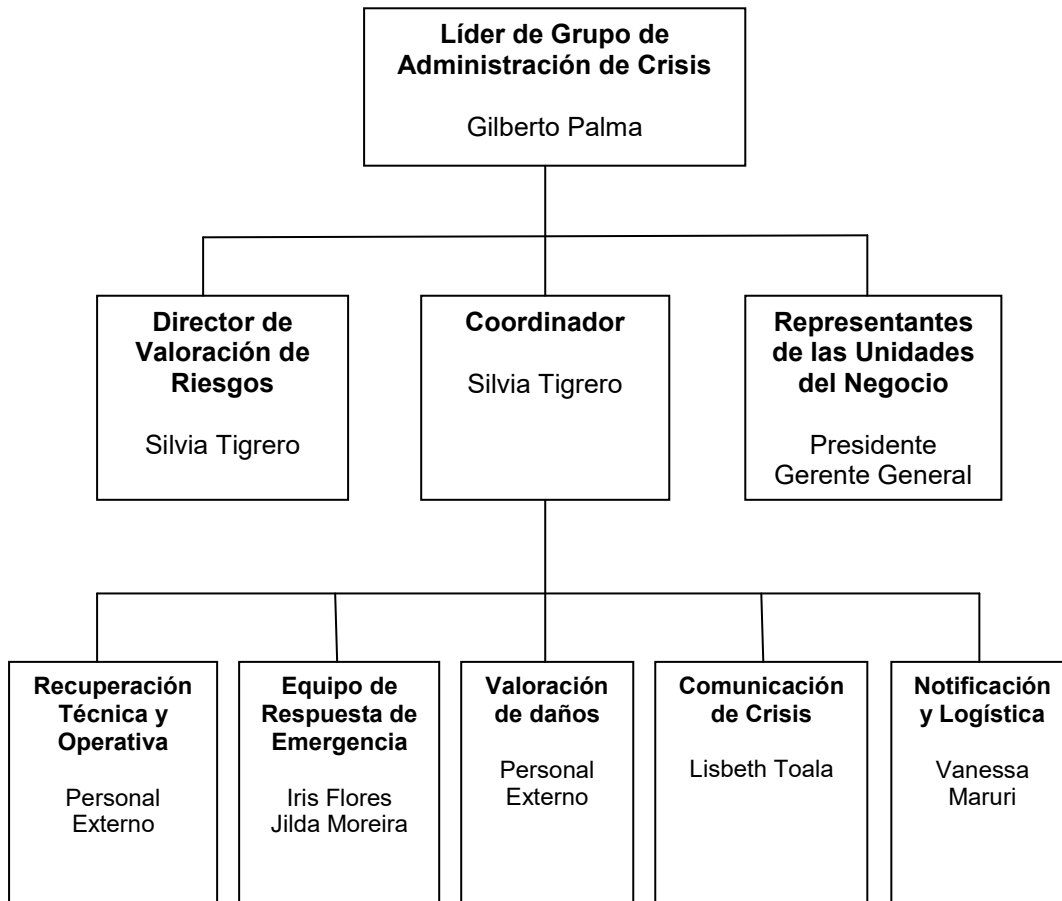 Líder de Grupo de
Administración de Crisis
Gilberto Palma
Director de
Valoración de
Riesgos
Silvia Tigrero
Coordinador
Silvia Tigrero
Representantes
de las Unidades
del Negocio
Presidente
Gerente General
Recuperación
Técnica y
Operativa
Personal
Externo
Equipo de
Respuesta de
Emergencia
Iris Flores
Jilda Moreira
Valoración
de daños
Personal
Externo
Comunicación
de Crisis
Lisbeth Toala
Notificación
y Logística
Vanessa
Maruri